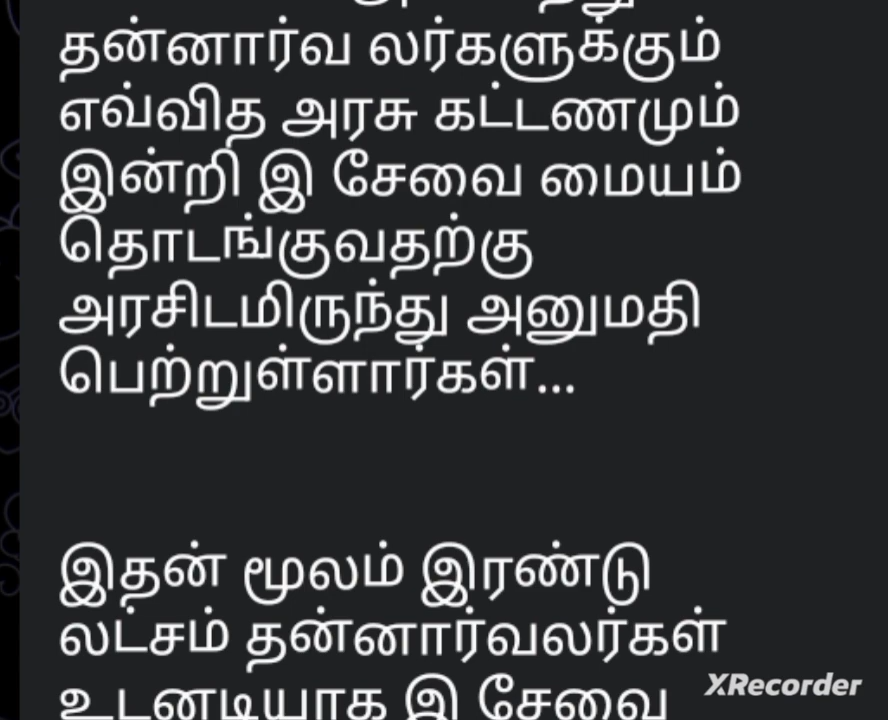 தன்னார்வ லர்களுக்கும்
எவ்வித அரசு கட்டணமும்
இன்றி இ சேவை மையம்
தொடங்குவதற்கு
அரசிடமிருந்து அனுமதி
பெற்றுள்ளார்கள்...
இதன் மூலம் இரண்டு
லட்சம் தன்னார்வலர்கள்
உடனடியாக இ சேவை
XRecorder